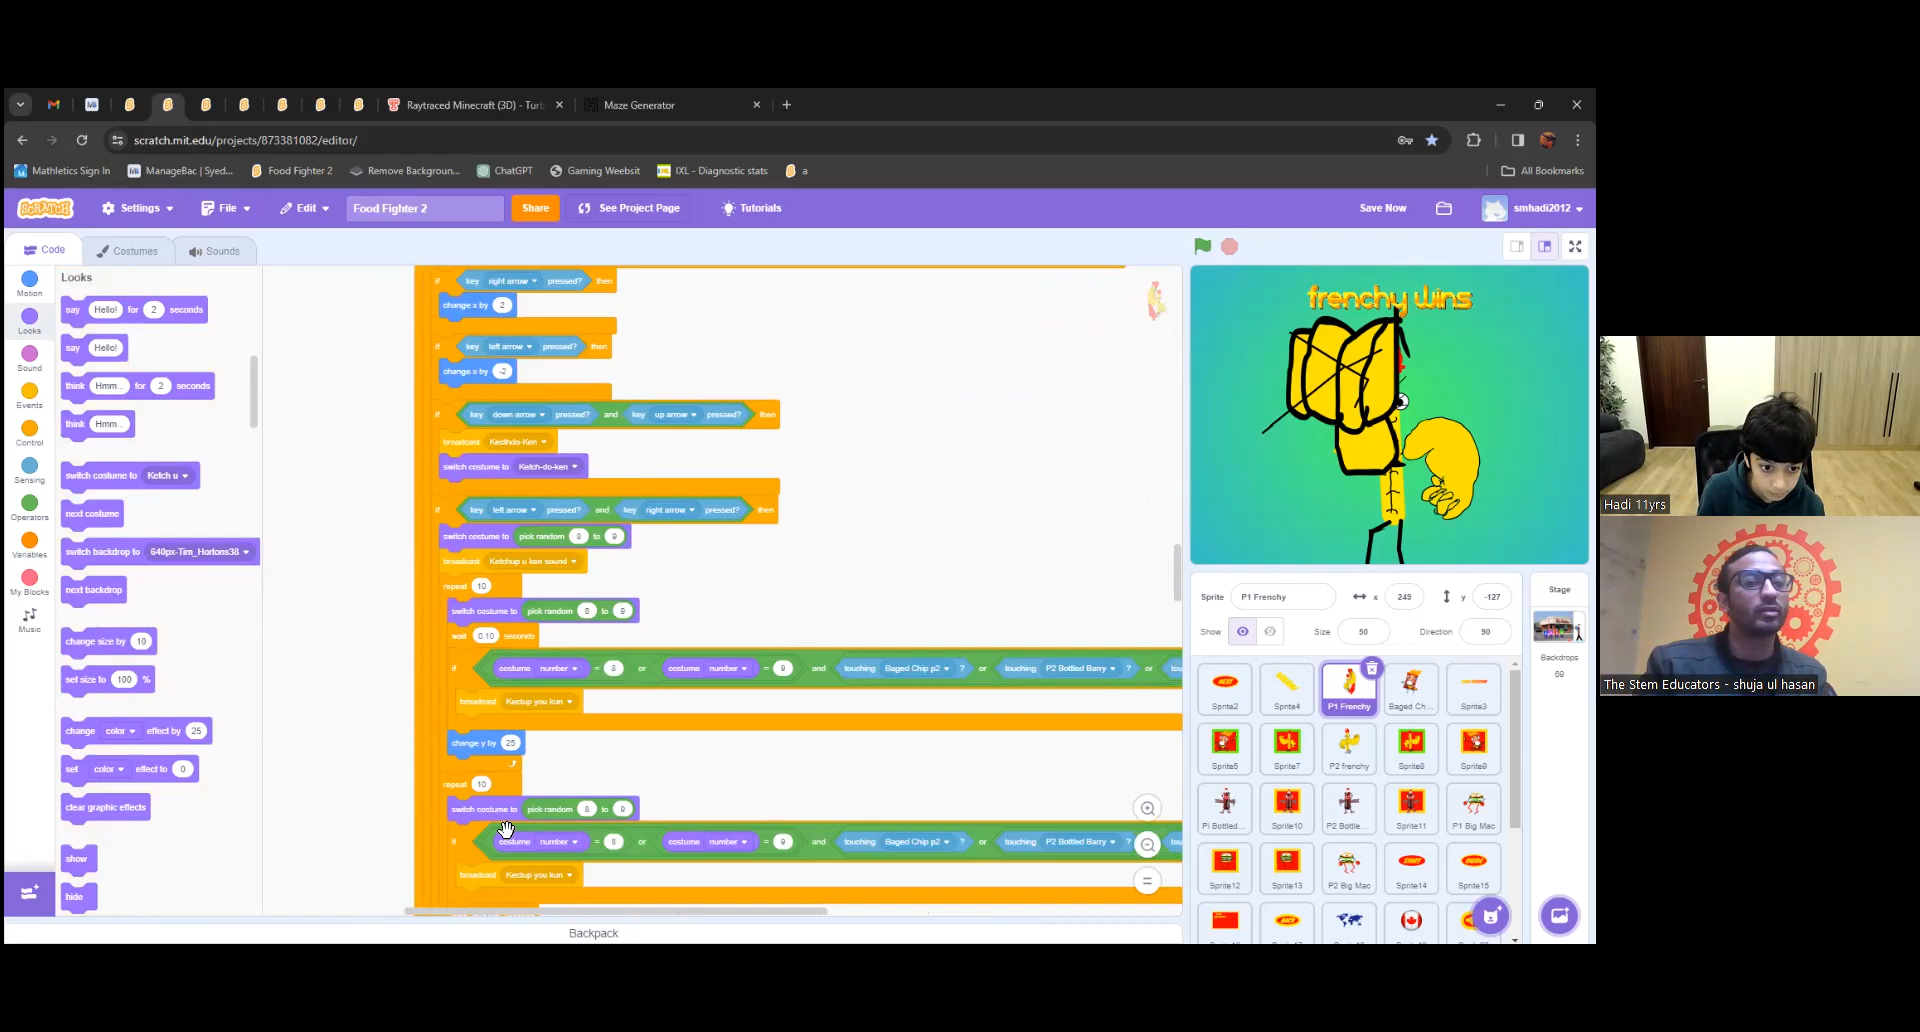 Raytraced Minecraft (3D) - Turb
Maze Generator
scratch.mit.edu/projects/873381082/editor/
Mathletics Sign In
ManageBac | Syed...
Food Fighter 2
Remove Backgroun...
ChatGPT
Gaming Weebsit
IXL - Diagnostic stats
a
All Bookmarks
SCRATCH
Settings
File
Edit
Food Fighter 2
Share
See Project Page
Tutorials
Save Now
smhadi2012
Code
Costumes
Sounds
Motion
Looks
Sound
Events
Control
Sensing
Operators
Variables
My Blocks
Music
Looks
say Hello! for 2 seconds
say Hello!
think Hmm... for 2 seconds
think Hmm...
switch costume to Ketch u
next costume
switch backdrop to 640px-Tim_Hortons38
next backdrop
change size by 10
set size to 100 %
change color effect by 25
set color effect to 0
clear graphic effects
show
hide
if key right arrow pressed? then
change x by 2
if key left arrow pressed? then
change x by -2
if key down arrow pressed? and key up arrow pressed? then
broadcast Keclhdo-Ken
switch costume to Ketch-do-ken
if key left arrow pressed? and key right arrow pressed? then
switch costume to pick random 8 to 9
broadcast Ketchup u ken sound
repeat 10
switch costume to pick random 8 to 9
wait 0.10 seconds
if costume number = 8 or costume number = 9 and touching Baged Chip p2 ? or touching P2 Bottled Barry ? or
broadcast Kectup you kun
change y by 25
repeat 10
switch costume to pick random 8 to 9
if costume number = 8 or costume number = 9 and touching Baged Chip p2 ? or touching P2 Bottled Barry ?
broadcast Kectup you kun
Backpack
frenchy wins
Sprite P1 Frenchy x 249 y -127
Show Size 50 Direction 90
Stage
Backdrops
69
Sprite2
Sprite4
P1 Frenchy
Baged Ch...
Sprite3
Sprite5
Sprite7
P2 frenchy
Sprite8
Sprite9
Pi Bottled...
Sprite10
P2 Bottle...
Sprite11
P1 Big Mac
Sprite12
Sprite13
P2 Big Mac
Sprite14
Sprite15
Hadi 11yrs
The Stem Educators - shuja ul hasan